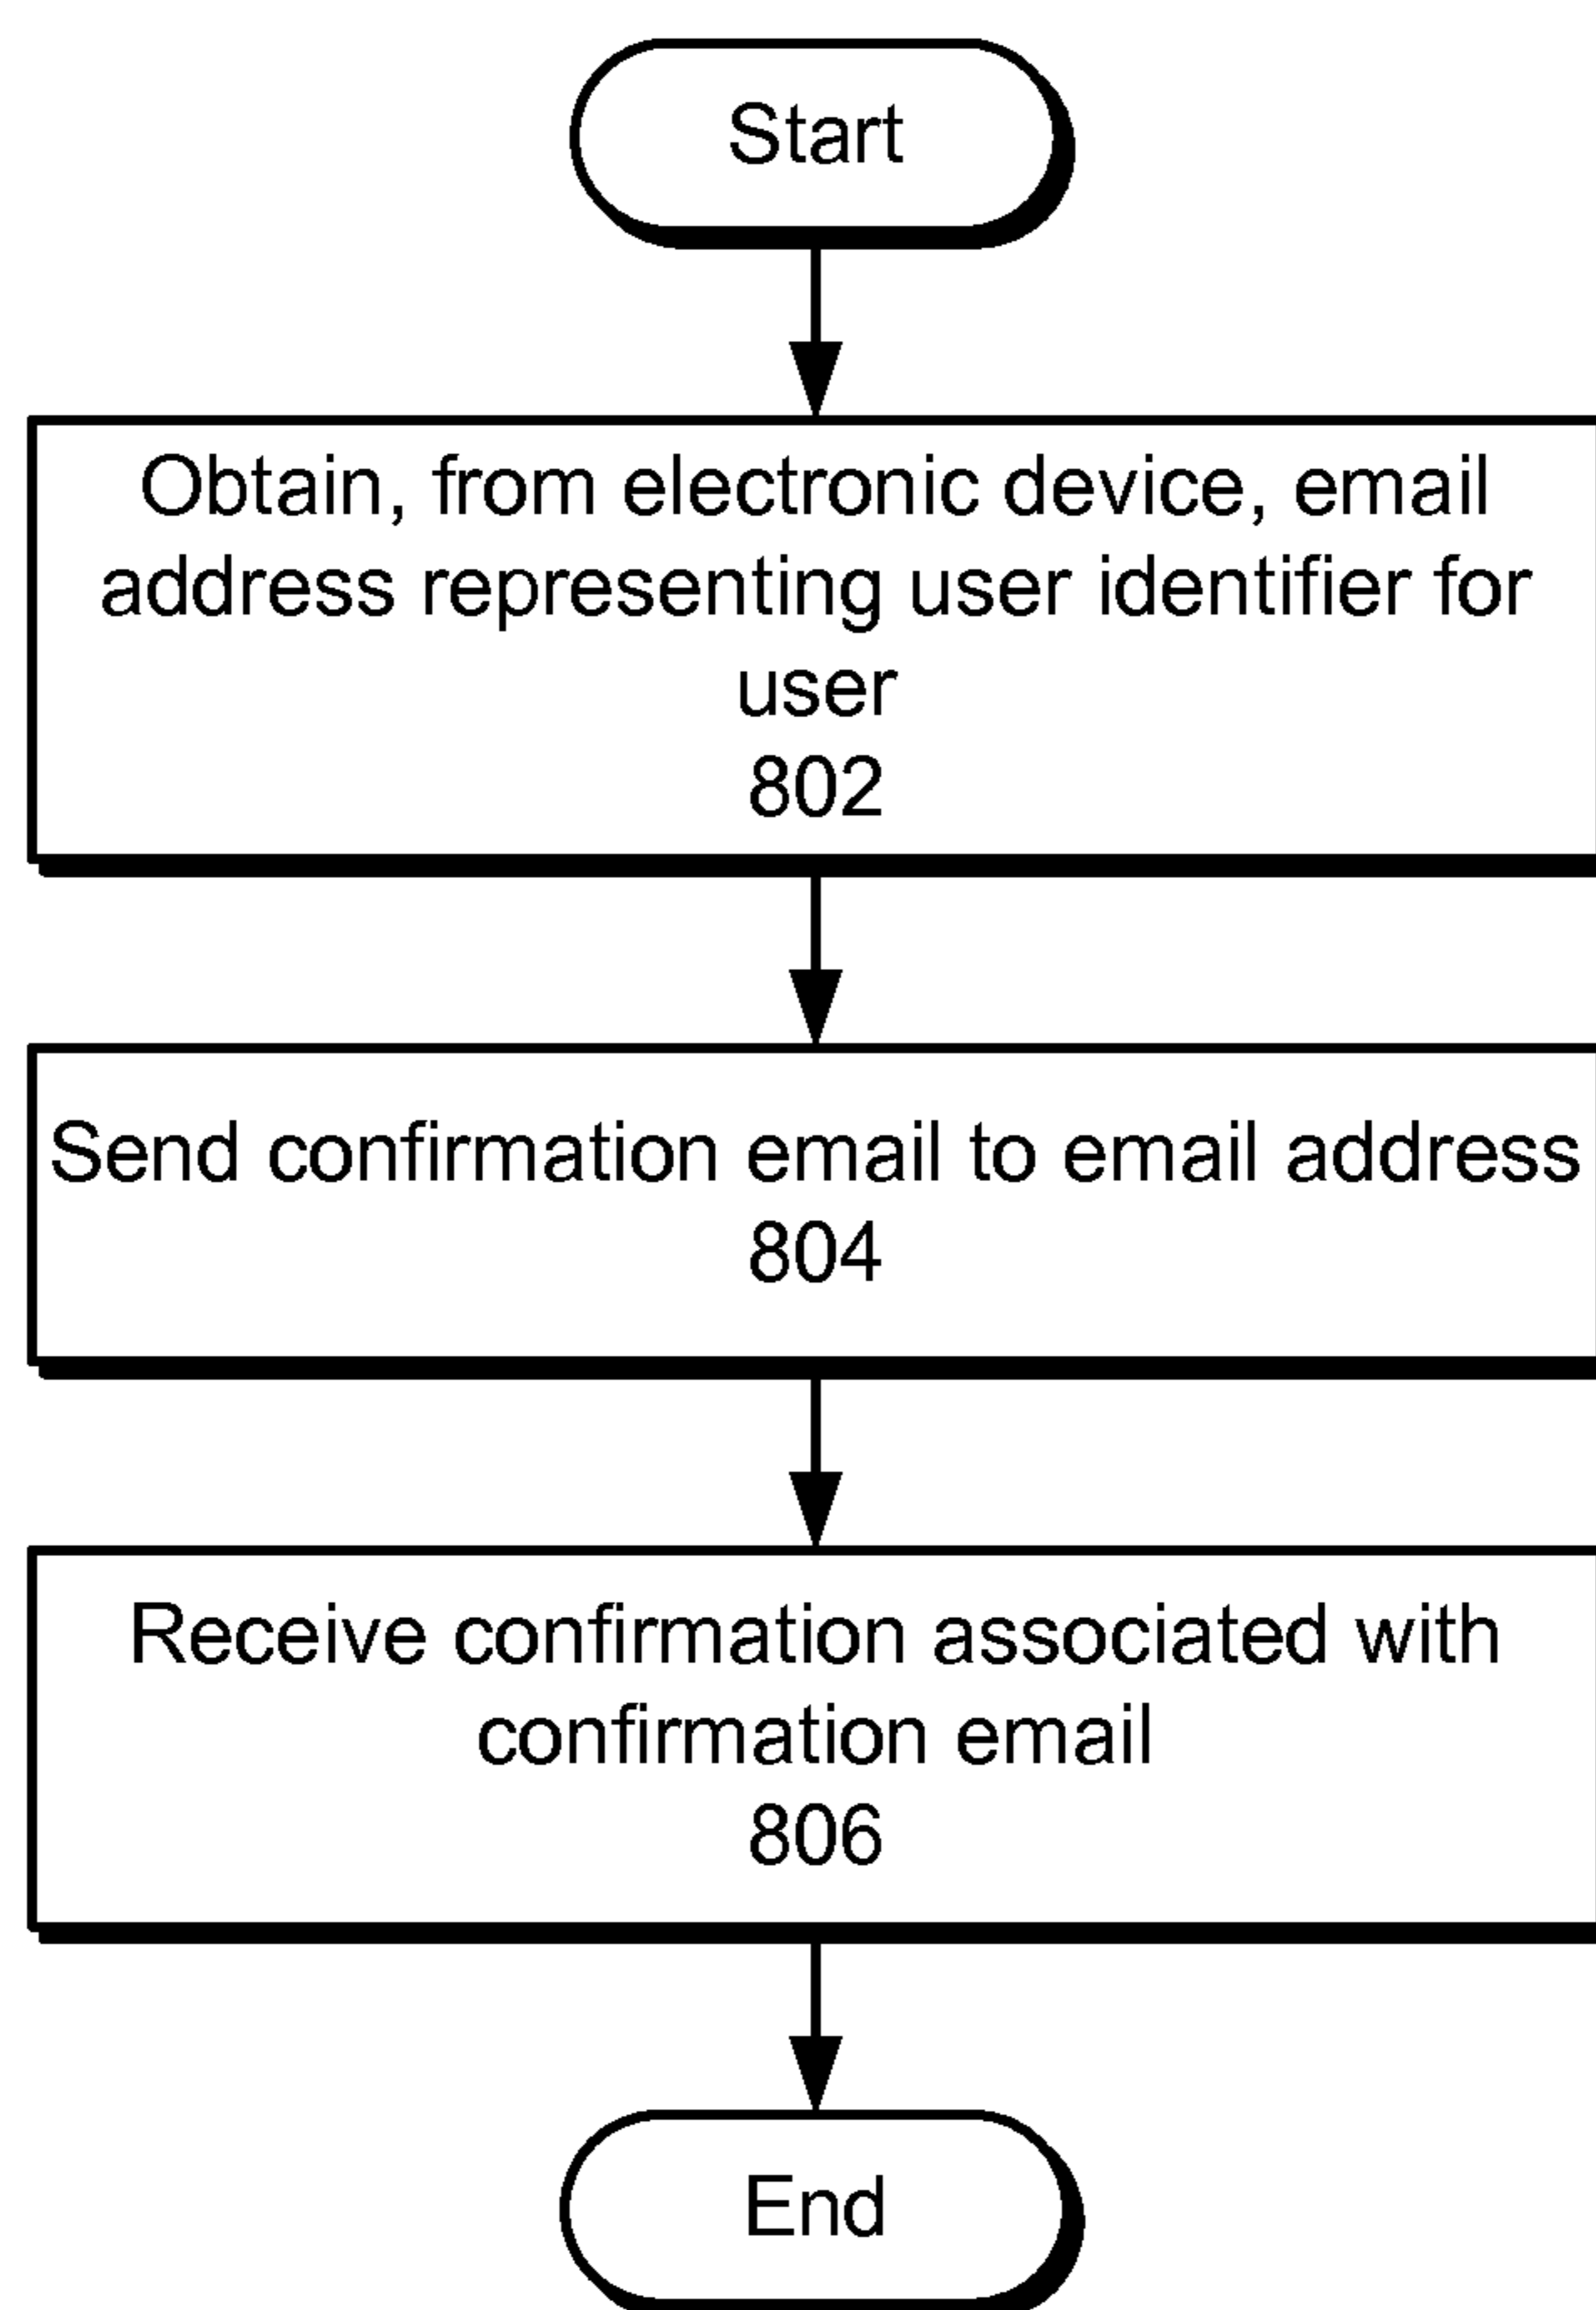 Start
Obtain, from electronic device, email
address representing user identifier for
user
802
Send confirmation email to email address
804
Receive confirmation associated with
confirmation email
806
End